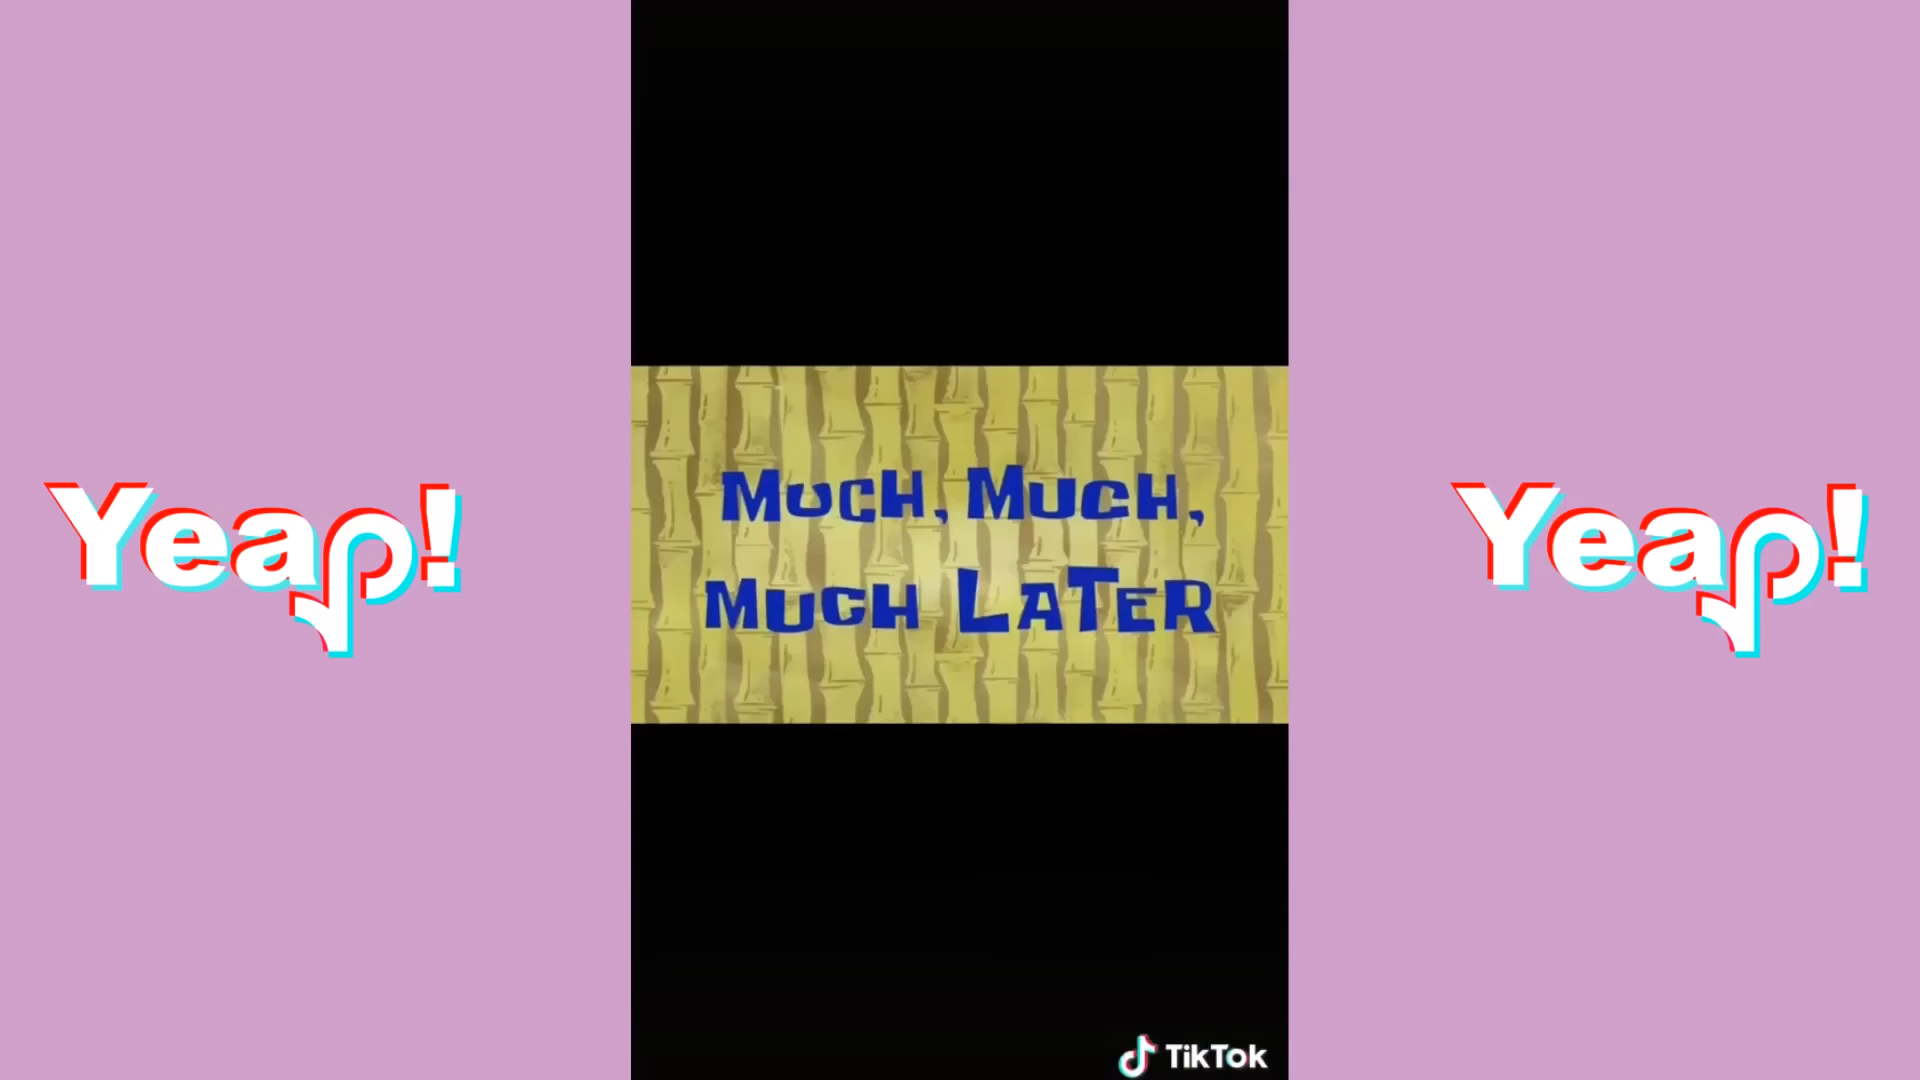 Yeap!
MUCH, MUCH,
MUCH LATER
Yeap!
TikTok